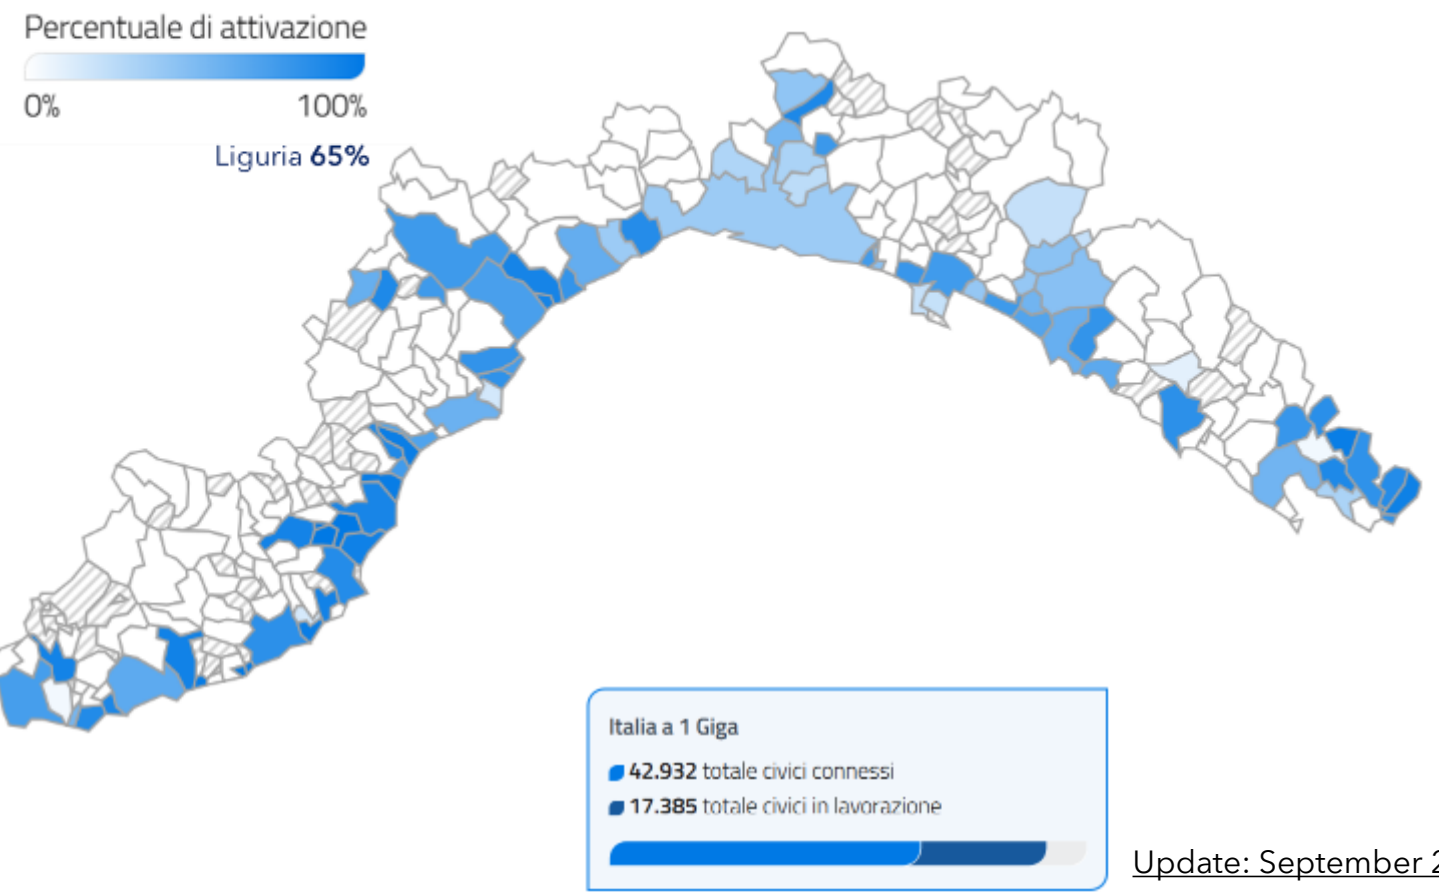 Percentuale di attivazione
0% 100%
Liguria 65%
Italia a 1 Giga
42.932 totale civici connessi
17.385 totale civici in lavorazione
Update: September 2